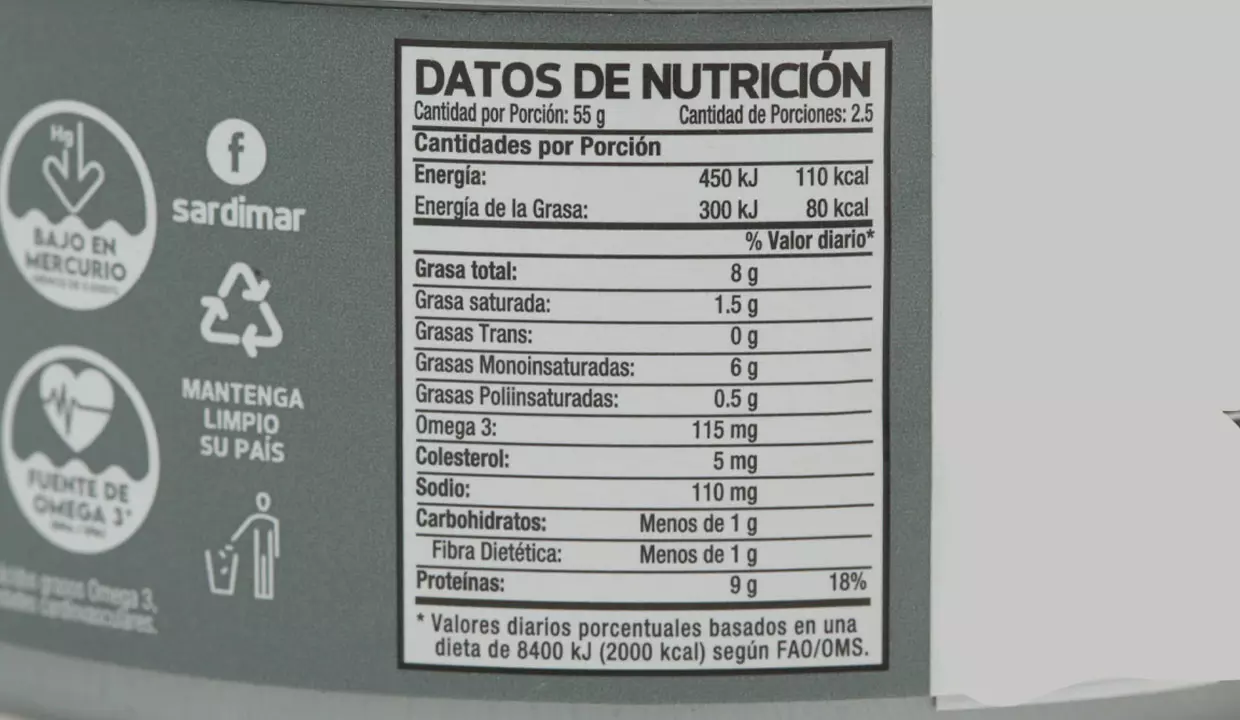 Hg
BAJO EN
MERCURIO
FUENTE DE
OMEGA 3*
grasos Omega 3,
f
sardimar
MANTENGA
LIMPIO
SU PAÍS
DATOS DE NUTRICIÓN
Cantidad por Porción: 55 g Cantidad de Porciones: 2.5
Cantidades por Porción
Energía: 450 kJ 110 kcal
Energía de la Grasa: 300 kJ 80 kcal
% Valor diario*
Grasa total: 8 g
Grasa saturada: 1.5 g
Grasas Trans: 0 g
Grasas Monoinsaturadas: 6 g
Grasas Poliinsaturadas: 0.5 g
Omega 3: 115 mg
Colesterol: 5 mg
Sodio: 110 mg
Carbohidratos: Menos de 1 g
Fibra Dietética: Menos de 1 g
Proteínas: 9 g 18%
* Valores diarios porcentuales basados en una
dieta de 8400 kJ (2000 kcal) según FAO/OMS.